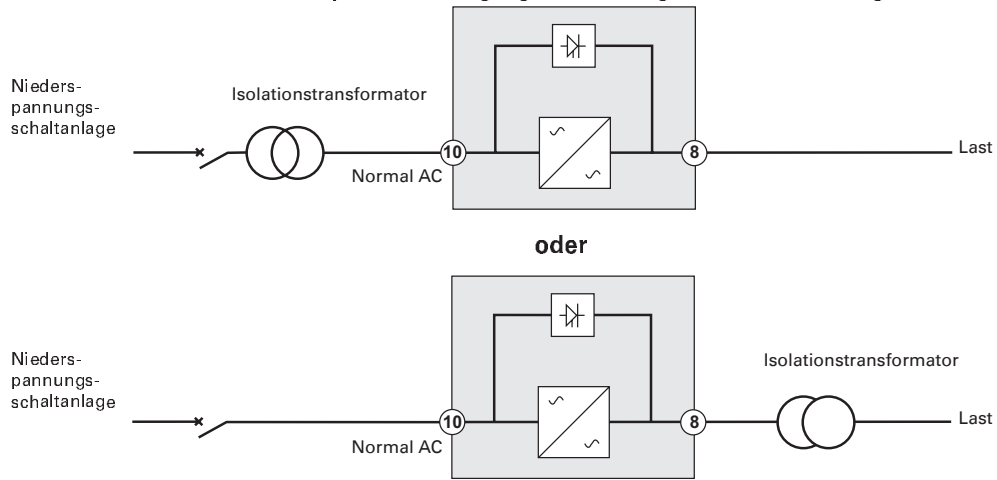 Nieders-
pannungs-
schaltanlage
Isolationstransformator
10
8
Normal AC
Last
oder
Nieders-
pannungs-
schaltanlage
Isolationstransformator
10
8
Normal AC
Last